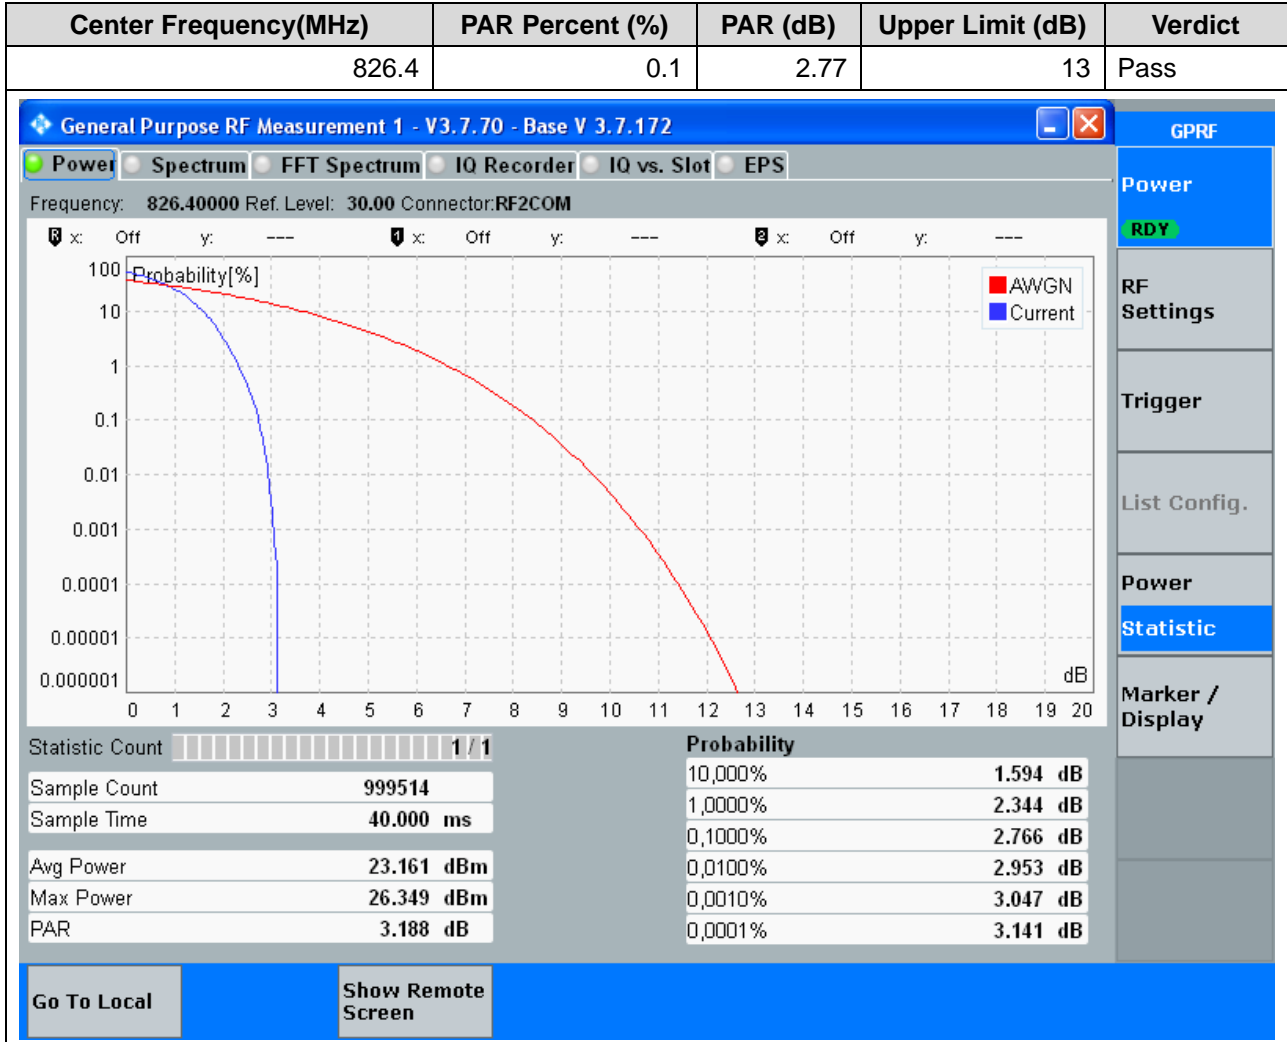 Center Frequency(MHz) PAR Percent (%) PAR (dB) Upper Limit (dB) Verdict
826.4 0.1 2.77 13 Pass
General Purpose RF Measurement 1 - V3.7.70 - Base V 3.7.172
GPRF
Power Spectrum FFT Spectrum IQ Recorder IQ vs. Slot EPS
Power
RDY
Frequency: 826.40000 Ref. Level: 30.00 Connector:RF2COM
R x: Off y: --- 1 x: Off y: --- 2 x: Off y: ---
Probability[%]
AWGN
Current
100
10
1
0.1
0.01
0.001
0.0001
0.00001
0.000001
dB
0 1 2 3 4 5 6 7 8 9 10 11 12 13 14 15 16 17 18 19 20
RF
Settings
Trigger
List Config.
Power
Statistic
Marker /
Display
Statistic Count 1 / 1
Sample Count 999514
Sample Time 40.000 ms
Avg Power 23.161 dBm
Max Power 26.349 dBm
PAR 3.188 dB
Probability
10,000% 1.594 dB
1,0000% 2.344 dB
0,1000% 2.766 dB
0,0100% 2.953 dB
0,0010% 3.047 dB
0,0001% 3.141 dB
Go To Local
Show Remote
Screen